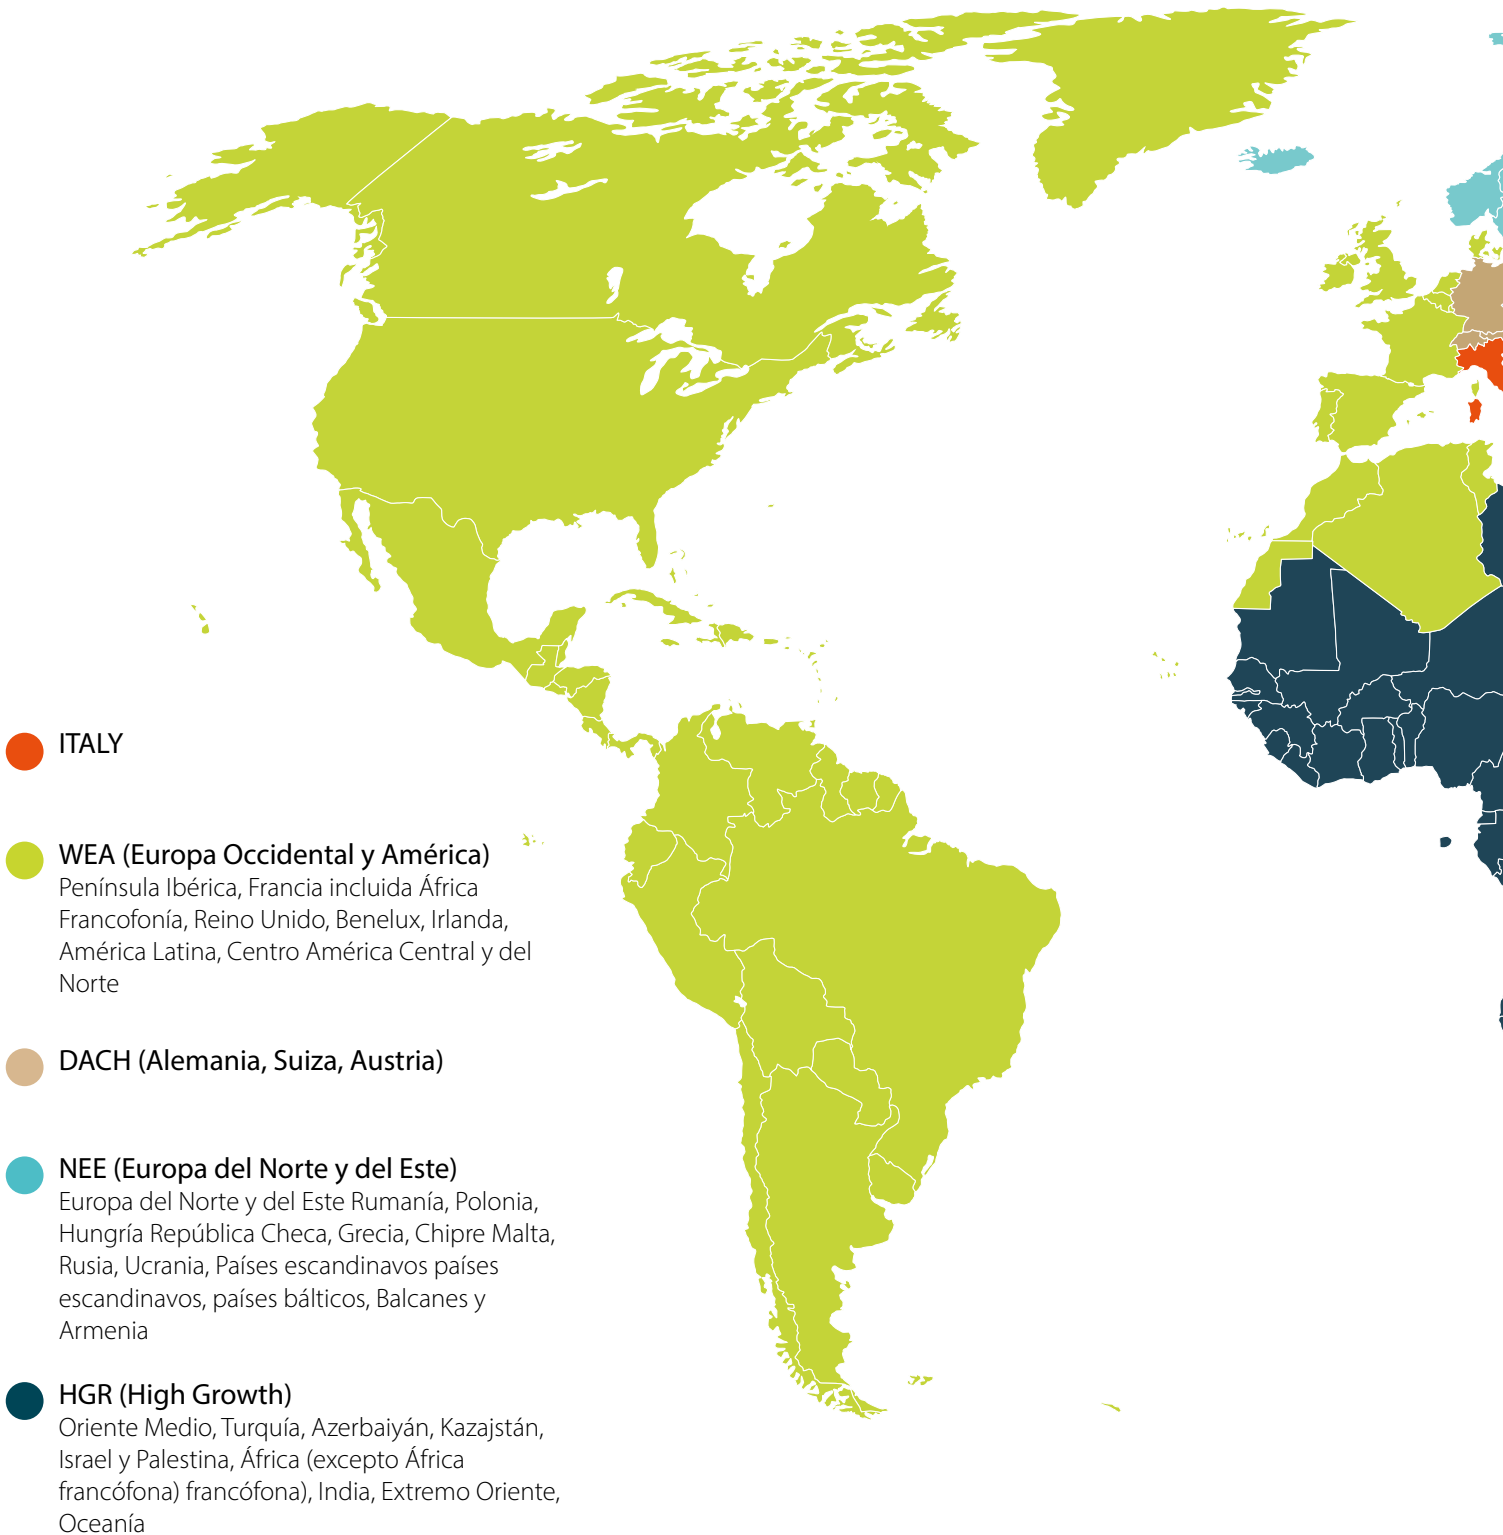 ITALY
WEA (Europa Occidental y América)
Península Ibérica, Francia incluida África
Francofonía, Reino Unido, Benelux, Irlanda,
América Latina, Centro América Central y del
Norte
DACH (Alemania, Suiza, Austria)
NEE (Europa del Norte y del Este)
Europa del Norte y del Este Rumanía, Polonia,
Hungría República Checa, Grecia, Chipre Malta,
Rusia, Ucrania, Países escandinavos países
escandinavos, países bálticos, Balcanes y
Armenia
HGR (High Growth)
Oriente Medio, Turquía, Azerbaiyán, Kazajstán,
Israel y Palestina, África (excepto África
francófona) francófona), India, Extremo Oriente,
Oceanía